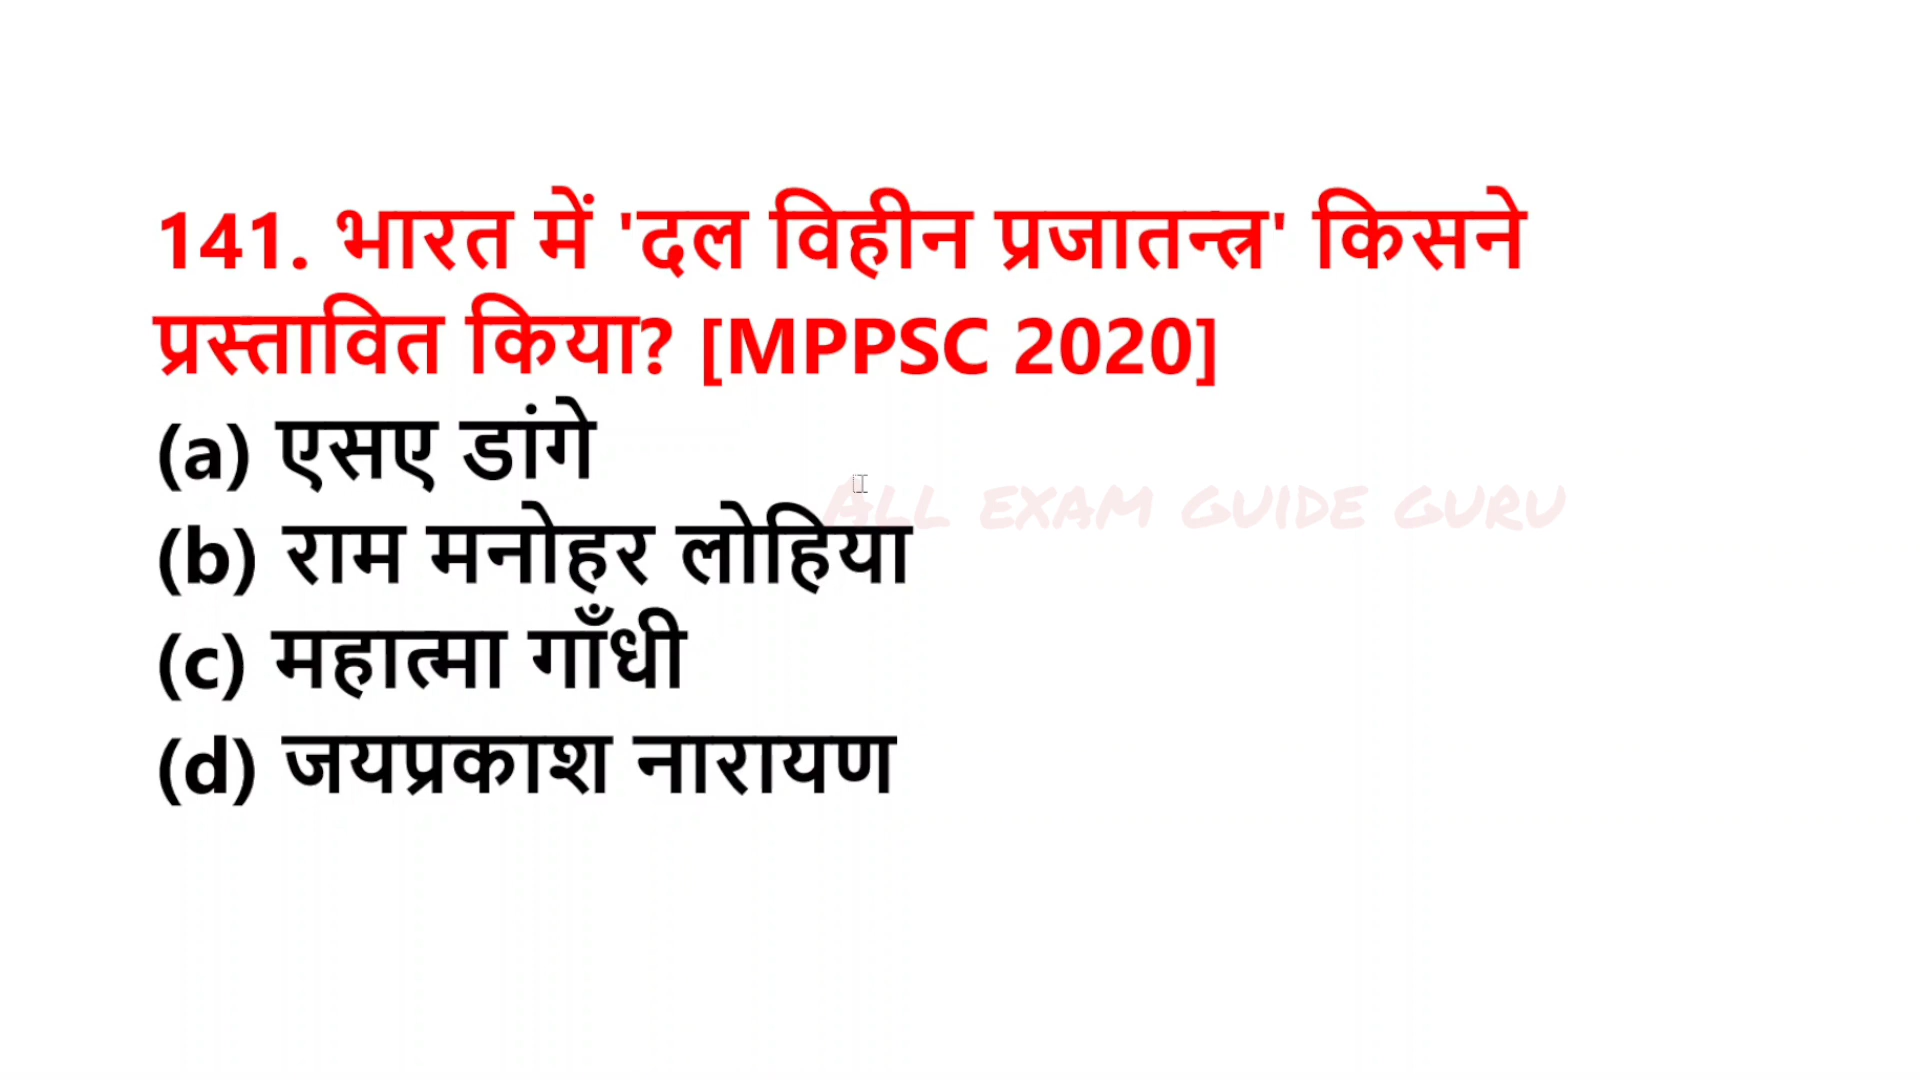 141. भारत में 'दल विहीन प्रजातन्त्र' किसने
प्रस्तावित किया? [MPPSC 2020]
(a) एसए डांगे
ALL EXAM GUIDE GURU
(b) राम मनोहर लोहिया
(c) महात्मा गाँधी
(d) जयप्रकाश नारायण